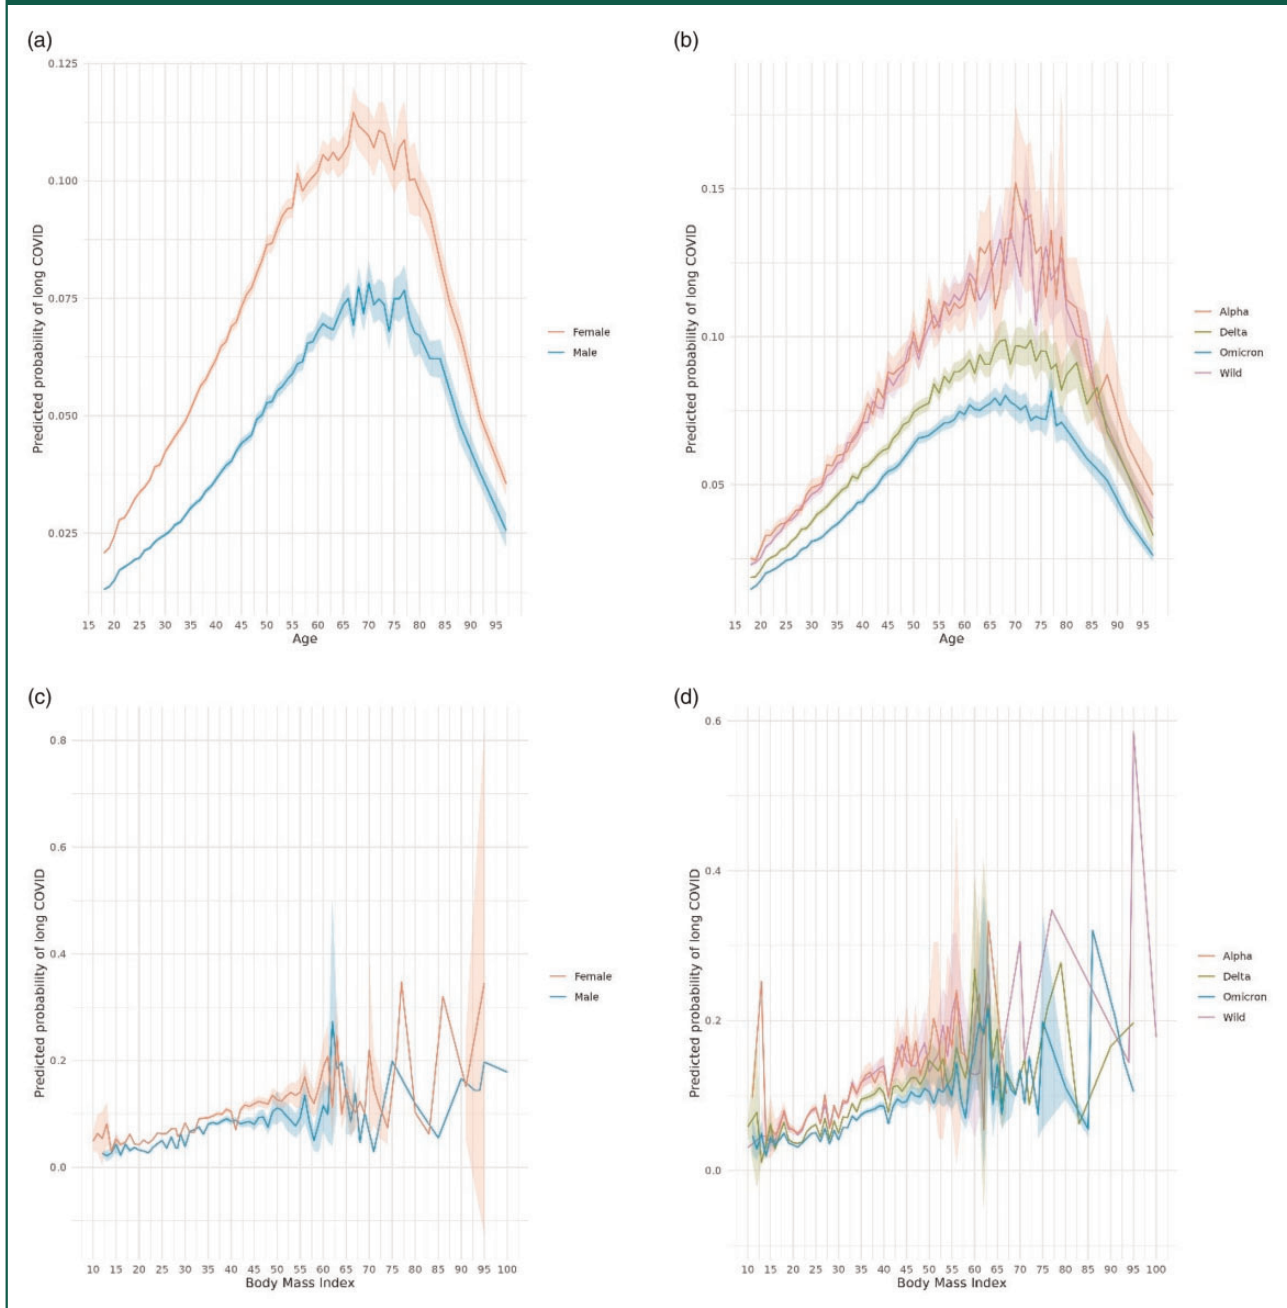 (a)
Predicted probability of long COVID
0.125
0.100
0.075
0.050
0.025
15 20 25 30 35 40 45 50 55 60 65 70 75 80 85 90 95
Age
Female
Male
(b)
Predicted probability of long COVID
0.15
0.10
0.05
15 20 25 30 35 40 45 50 55 60 65 70 75 80 85 90 95
Age
Alpha
Delta
Omicron
Wild
(c)
Predicted probability of long COVID
0.8
0.6
0.4
0.2
0.0
10 15 20 25 30 35 40 45 50 55 60 65 70 75 80 85 90 95 100
Body Mass Index
Female
Male
(d)
Predicted probability of long COVID
0.6
0.4
0.2
0.0
10 15 20 25 30 35 40 45 50 55 60 65 70 75 80 85 90 95 100
Body Mass Index
Alpha
Delta
Omicron
Wild